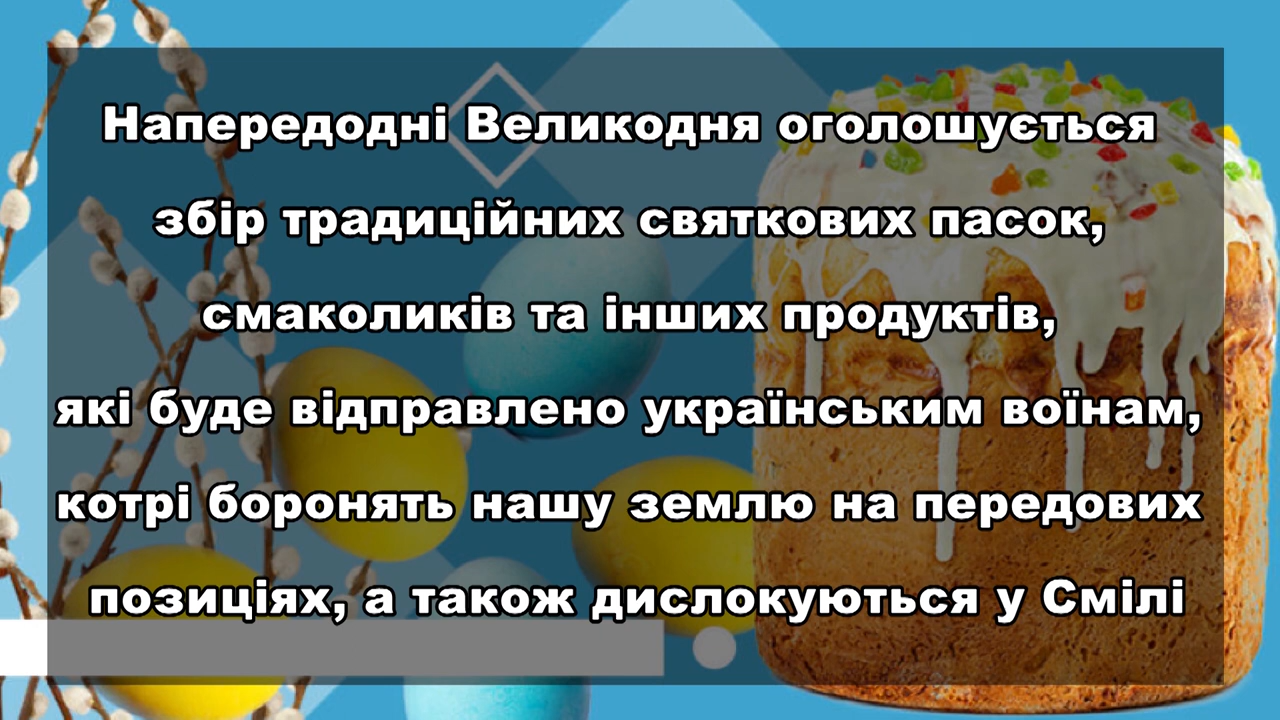 Напередодні Великодня оголошується
збір традиційних святкових пасок,
смаколиків та інших продуктів,
які буде відправлено українським воїнам,
котрі боронять нашу землю на передових
позиціях, а також дислокуються у Смілі